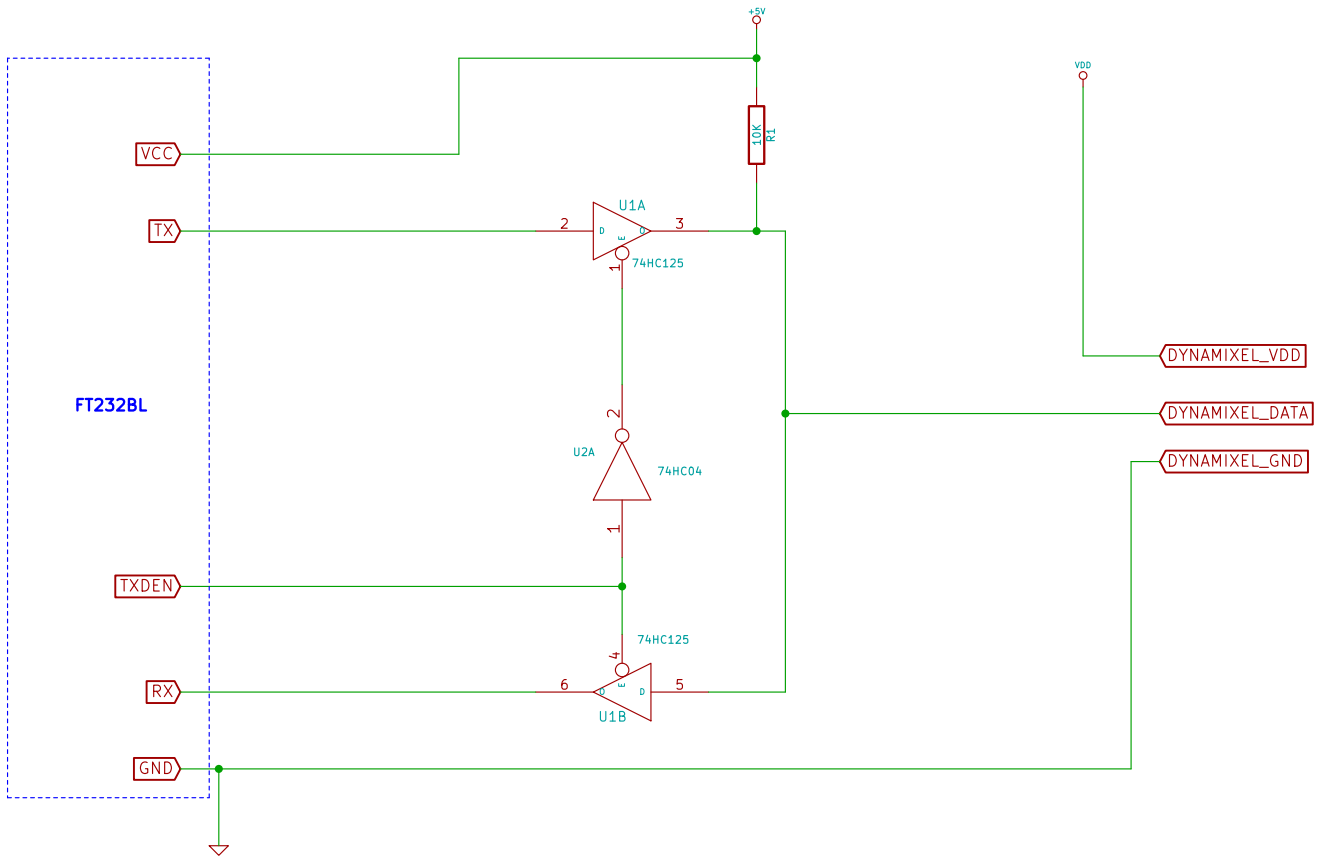 +5V
VDD
10K
R1
VCC
TX
2
D
E
O
U1A
3
1
74HC125
DYNAMIXEL_VDD
FT232BL
2
DYNAMIXEL_DATA
U2A
74HC04
DYNAMIXEL_GND
1
TXDEN
74HC125
4
RX
6
O
E
D
5
U1B
GND